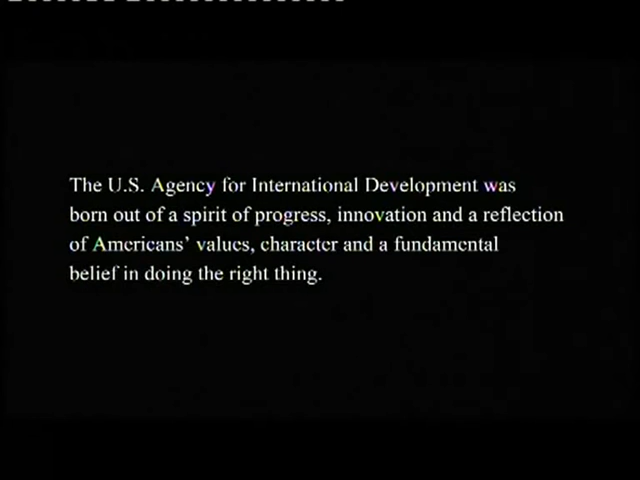 The U.S. Agency for International Development was
born out of a spirit of progress, innovation and a reflection
of Americans’ values, character and a fundamental
belief in doing the right thing.